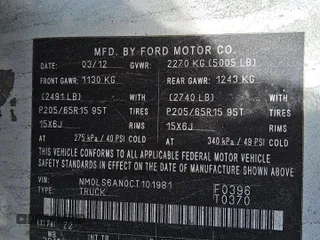 MFD. BY FORD MOTOR CO.
DATE: 03/12 GVWR: 2270 KG (5005 LB)
FRONT GAWR: 1130 KG REAR GAWR: 1243 KG
(2491 LB) WITH (2740 LB) WITH
P205/65R15 95T TIRES P205/65R15 95T TIRES
15X6J RIMS 15X6J RIMS
AT 275 kPa/ 40 PSI COLD AT 340 kPa/ 49 PSI COLD
THIS VEHICLE CONFORMS TO ALL APPLICABLE FEDERAL MOTOR VEHICLE
SAFETY STANDARDS IN EFFECT ON THE DATE OF MANUFACTURE SHOWN ABOVE.
VIN: NM0LS6AN0CT101981 F0396
TYPE: TRUCK T0370
EXT PNT: Z2